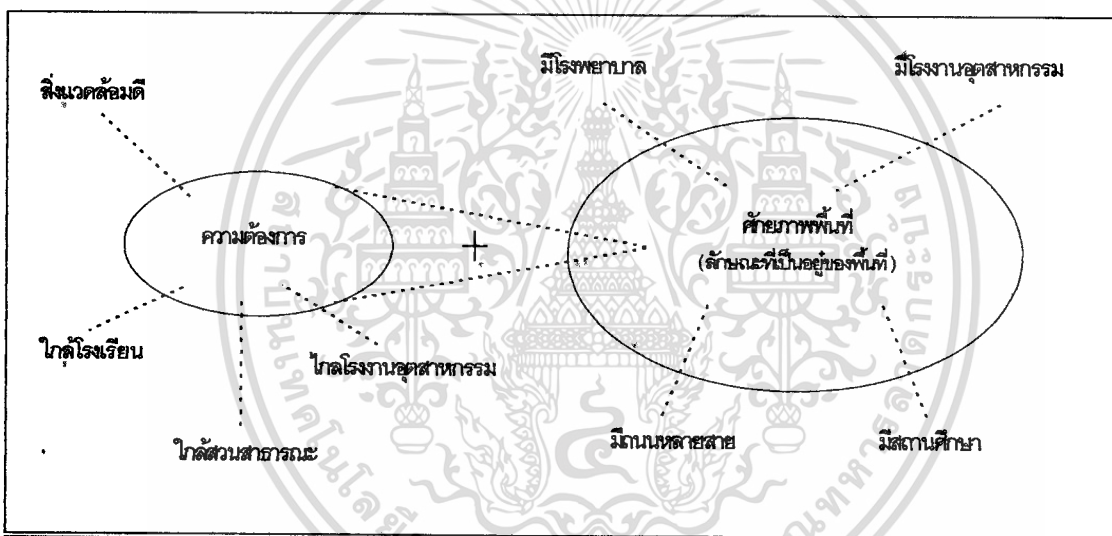 มีโรงพยาบาล
มีโรงงานอุตสาหกรรม
สิ่งแวดล้อมดี
ความต้องการ
+
ศักยภาพพื้นที่
(ลักษณะที่เป็นอยู่ของพื้นที่)
ใกล้โรงเรียน
ไกลโรงงานอุตสาหกรรม
ใกล้สวนสาธารณะ
มีถนนหลายสาย
มีสถานศึกษา